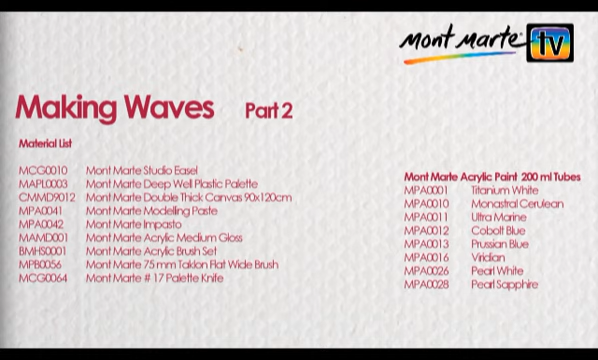 Mont Marte tv
Making Waves Part 2
Material List
MCG0010 Mont Marte Studio Easel
MAPL0003 Mont Marte Deep Well Plastic Palette
CMMD9012 Mont Marte Double Thick Canvas 90x120cm
MPA0041 Mont Marte Modelling Paste
MPA0042 Mont Marte Impasto
MAMD001 Mont Marte Acrylic Medium Gloss
BMHS0001 Mont Marte Acrylic Brush Set
MPB0056 Mont Marte 75 mm Taklon Flat Wide Brush
MCG0064 Mont Marte # 17 Palette Knife
Mont Marte Acrylic Paint 200 ml Tubes
MPA0001 Titanium White
MPA0010 Monastral Cerulean
MPA0011 Ultra Marine
MPA0012 Cobolt Blue
MPA0013 Prussian Blue
MPA0016 Viridian
MPA0026 Pearl White
MPA0028 Pearl Sapphire